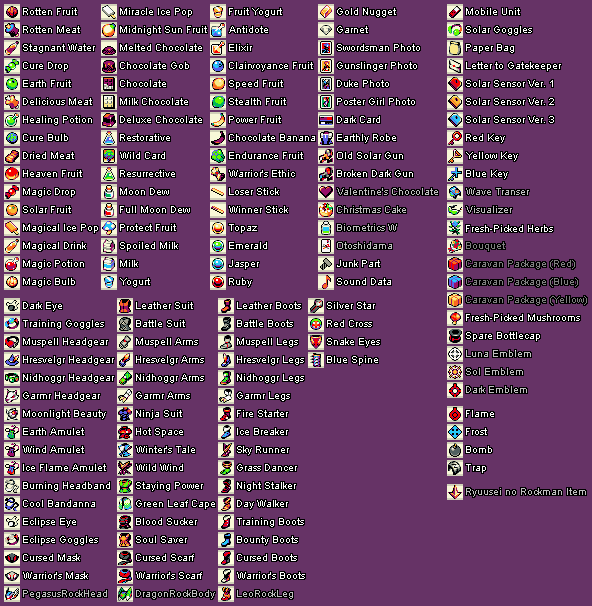 Rotten Fruit
Rotten Meat
Stagnant Water
Cure Drop
Earth Fruit
Delicious Meat
Healing Potion
Cure Bulb
Dried Meat
Heaven Fruit
Magic Drop
Solar Fruit
Magical Ice Pop
Magical Drink
Magic Potion
Magic Bulb
Miracle Ice Pop
Midnight Sun Fruit
Melted Chocolate
Chocolate Gob
Chocolate
Milk Chocolate
Deluxe Chocolate
Restorative
Wild Card
Resurrective
Moon Dew
Full Moon Dew
Protect Fruit
Spoiled Milk
Milk
Yogurt
Fruit Yogurt
Antidote
Elixir
Clairvoyance Fruit
Speed Fruit
Stealth Fruit
Power Fruit
Chocolate Banana
Endurance Fruit
Warrior's Ethic
Loser Stick
Winner Stick
Topaz
Emerald
Jasper
Ruby
Gold Nugget
Garnet
Swordsman Photo
Gunslinger Photo
Duke Photo
Poster Girl Photo
Dark Card
Earthly Robe
Old Solar Gun
Broken Dark Gun
Valentine's Chocolate
Christmas Cake
Biometrics W
Otoshidama
Junk Part
Sound Data
Mobile Unit
Solar Goggles
Paper Bag
Letter to Gatekeeper
Solar Sensor Ver. 1
Solar Sensor Ver. 2
Solar Sensor Ver. 3
Red Key
Yellow Key
Blue Key
Wave Transer
Visualizer
Fresh-Picked Herbs
Bouquet
Caravan Package (Red)
Caravan Package (Blue)
Caravan Package (Yellow)
Fresh-Picked Mushrooms
Spare Bottlecap
Luna Emblem
Sol Emblem
Dark Emblem
Flame
Frost
Bomb
Trap
Ryuusei no Rockman Item
Dark Eye
Training Goggles
Muspell Headgear
Hresvelgr Headgear
Nidhoggr Headgear
Garmr Headgear
Moonlight Beauty
Earth Amulet
Wind Amulet
Ice Flame Amulet
Burning Headband
Cool Bandanna
Eclipse Eye
Eclipse Goggles
Cursed Mask
Warrior's Mask
PegasusRockHead
Leather Suit
Battle Suit
Muspell Arms
Hresvelgr Arms
Nidhoggr Arms
Garmr Arms
Ninja Suit
Hot Space
Winter's Tale
Wild Wind
Staying Power
Green Leaf Cape
Blood Sucker
Soul Saver
Cursed Scarf
Warrior's Scarf
DragonRockBody
Leather Boots
Battle Boots
Muspell Legs
Hresvelgr Legs
Nidhoggr Legs
Garmr Legs
Fire Starter
Ice Breaker
Sky Runner
Grass Dancer
Night Stalker
Day Walker
Training Boots
Bounty Boots
Cursed Boots
Warrior's Boots
LeoRockLeg
Silver Star
Red Cross
Snake Eyes
Blue Spine